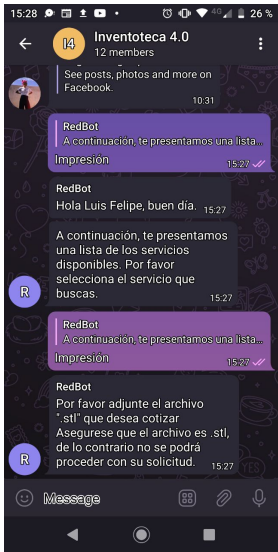 15:28 4G 26 %
I4 Inventoteca 4.0
12 members
See posts, photos and more on
Facebook.
10:31
RedBot
A continuación, te presentamos una lista...
Impresión
15:27
RedBot
Hola Luis Felipe, buen día.
15:27
A continuación, te presentamos
una lista de los servicios
disponibles. Por favor
selecciona el servicio que
buscas.
15:27
R
RedBot
A continuación, te presentamos una lista...
Impresión
15:27
RedBot
Por favor adjunte el archivo
".stl" que desea cotizar
Asegurese que el archivo es .stl,
de lo contrario no se podrá
proceder con su solicitud.
15:27
R
Message